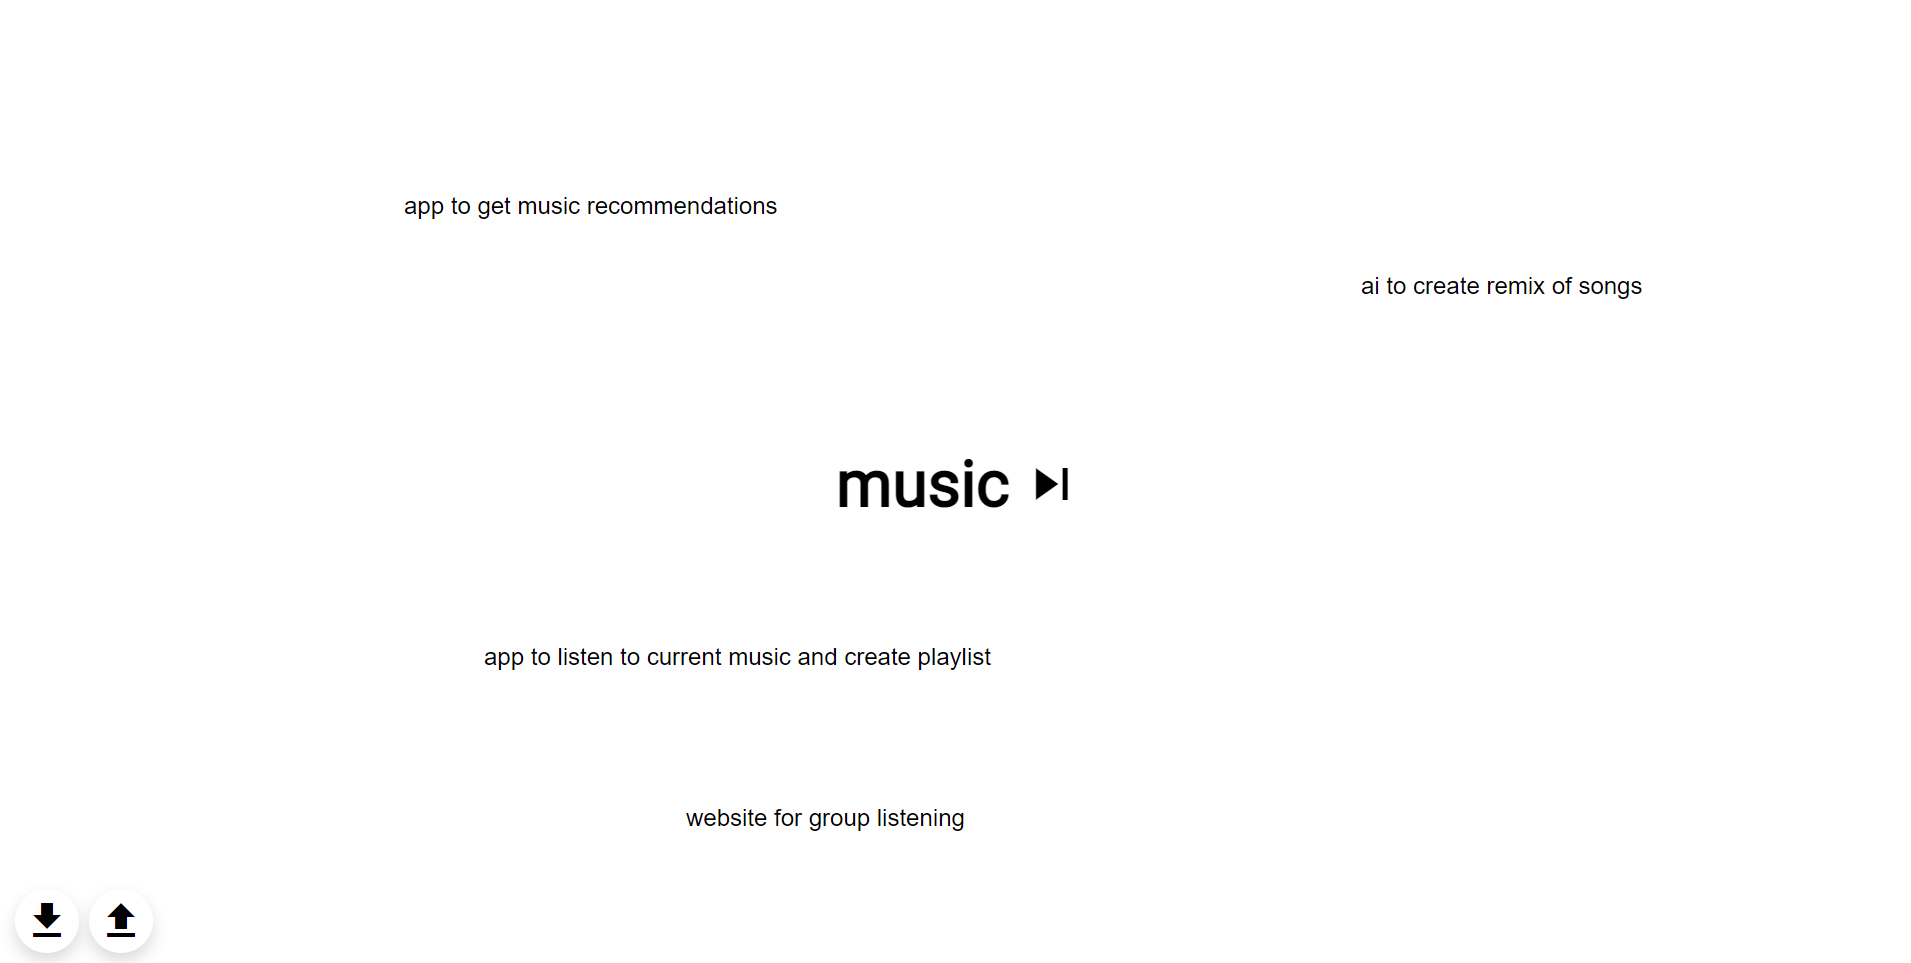 app to get music recommendations
ai to create remix of songs
music
app to listen to current music and create playlist
website for group listening